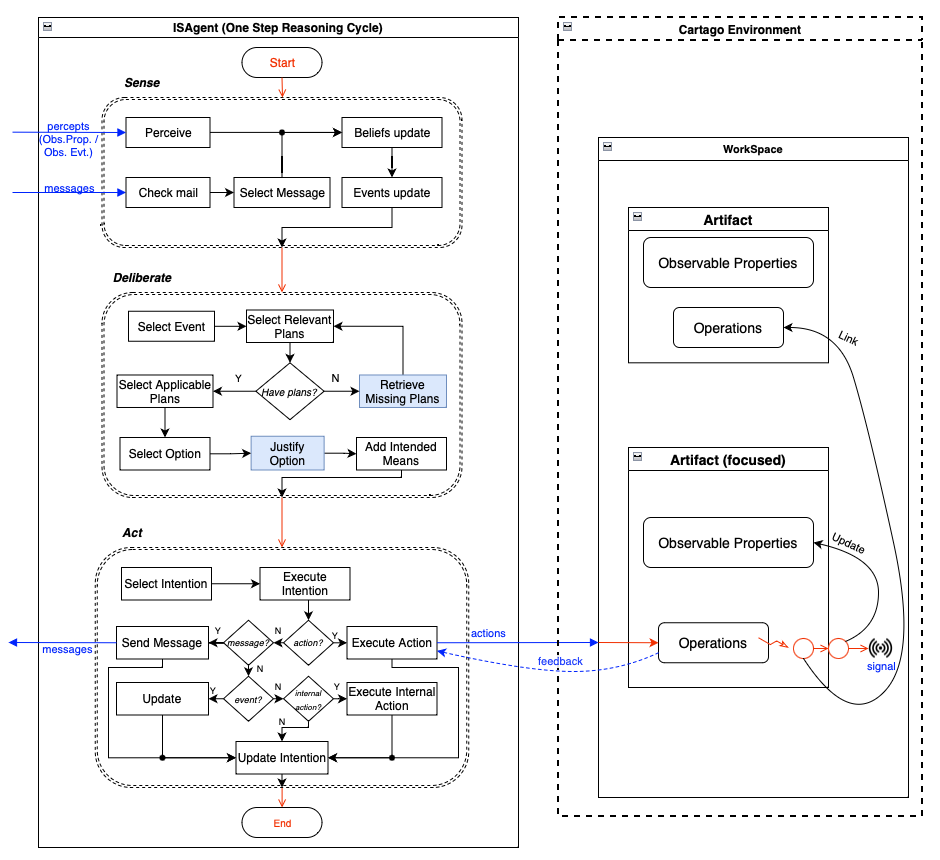 ISAgent (One Step Reasoning Cycle)
Start
Sense
percepts
(Obs.Prop. /
Obs. Evt.)
Perceive
Beliefs update
messages
Check mail
Select Message
Events update
Deliberate
Select Event
Select Relevant
Plans
Select Applicable
Plans
Y
Have plans?
N
Retrieve
Missing Plans
Select Option
Justify
Option
Add Intended
Means
Act
Select Intention
Execute
Intention
messages
Send Message
Y
message?
N
action?
Y
Execute Action
N
Update
Y
event?
N
internal
action?
Y
Execute Internal
Action
N
Update Intention
End
actions
feedback
Cartago Environment
WorkSpace
Artifact
Observable Properties
Operations
Link
Artifact (focused)
Observable Properties
Update
Operations
signal